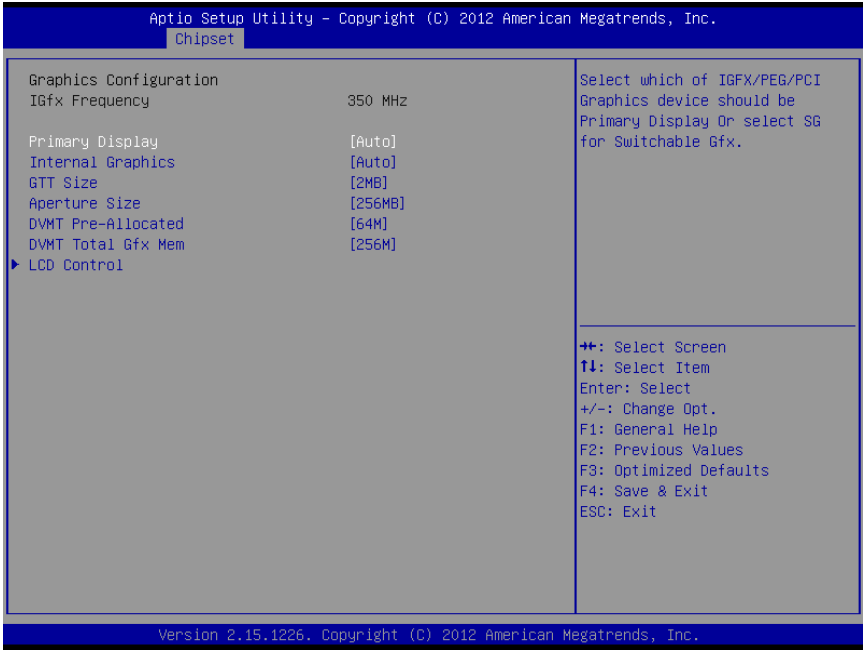 Aptio Setup Utility – Copyright (C) 2012 American Megatrends, Inc.
Chipset
Graphics Configuration
IGfx Frequency 350 MHz
Primary Display [Auto]
Internal Graphics [Auto]
GTT Size [2MB]
Aperture Size [256MB]
DVMT Pre-Allocated [64M]
DVMT Total Gfx Mem [256M]
▶ LCD Control
Select which of IGFX/PEG/PCI
Graphics device should be
Primary Display Or select SG
for Switchable Gfx.
→←: Select Screen
↑↓: Select Item
Enter: Select
+/-: Change Opt.
F1: General Help
F2: Previous Values
F3: Optimized Defaults
F4: Save & Exit
ESC: Exit
Version 2.15.1226. Copyright (C) 2012 American Megatrends, Inc.